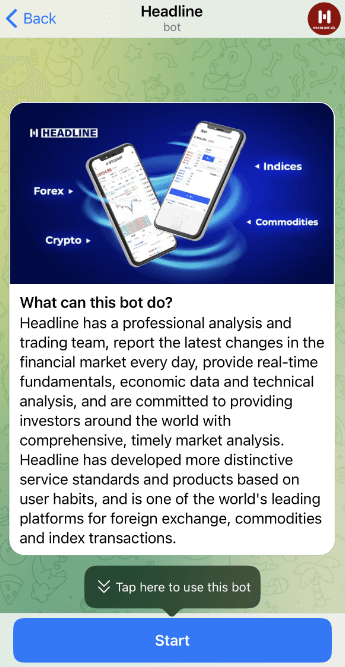 Back
Headline
bot
HEADLINE
Forex
Indices
Commodities
Crypto
What can this bot do?
Headline has a professional analysis and
trading team, report the latest changes in the
financial market every day, provide real-time
fundamentals, economic data and technical
analysis, and are committed to providing
investors around the world with
comprehensive, timely market analysis.
Headline has developed more distinctive
service standards and products based on
user habits, and is one of the world's leading
platforms for foreign exchange, commodities
and index transactions.
Tap here to use this bot
Start